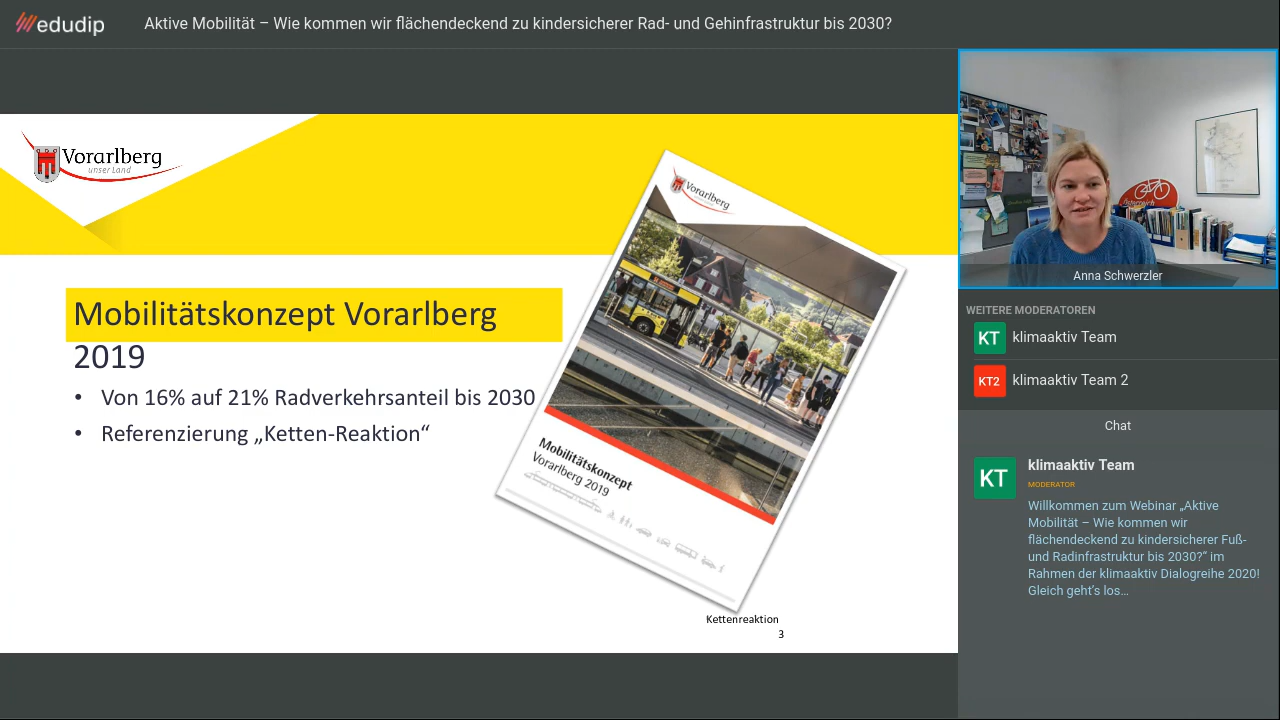 edudip
Aktive Mobilität – Wie kommen wir flächendeckend zu kindersicherer Rad- und Gehinfrastruktur bis 2030?
Vorarlberg
unser Land
Mobilitätskonzept Vorarlberg
2019
• Von 16% auf 21% Radverkehrsanteil bis 2030
• Referenzierung „Ketten-Reaktion“
Vorarlberg
Mobilitätskonzept
Vorarlberg 2019
Kettenreaktion
3
Österreich
Anna Schwerzler
WEITERE MODERATOREN
KT klimaaktiv Team
KT2 klimaaktiv Team 2
Chat
KT
klimaaktiv Team
MODERATOR
Willkommen zum Webinar „Aktive
Mobilität – Wie kommen wir
flächendeckend zu kindersicherer Fuß-
und Radinfrastruktur bis 2030?“ im
Rahmen der klimaaktiv Dialogreihe 2020!
Gleich geht's los…